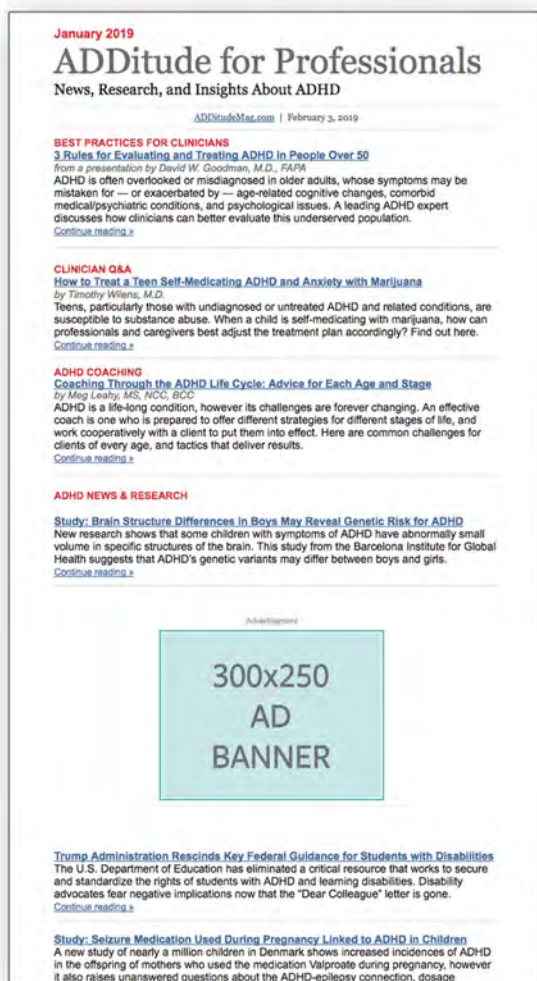 January 2019
ADDitude for Professionals
News, Research, and Insights About ADHD
ADDitudeMag.com | February 3, 2019
BEST PRACTICES FOR CLINICIANS
3 Rules for Evaluating and Treating ADHD in People Over 50
from a presentation by David W. Goodman, M.D., FAPA
ADHD is often overlooked or misdiagnosed in older adults, whose symptoms may be
mistaken for — or exacerbated by — age-related cognitive changes, comorbid
medical/psychiatric conditions, and psychological issues. A leading ADHD expert
discusses how clinicians can better evaluate this underserved population.
Continue reading »
CLINICIAN Q&A
How to Treat a Teen Self-Medicating ADHD and Anxiety with Marijuana
by Timothy Wilens, M.D.
Teens, particularly those with undiagnosed or untreated ADHD and related conditions, are
susceptible to substance abuse. When a child is self-medicating with marijuana, how can
professionals and caregivers best adjust the treatment plan accordingly? Find out here.
Continue reading »
ADHD COACHING
Coaching Through the ADHD Life Cycle: Advice for Each Age and Stage
by Meg Leahy, MS, NCC, BCC
ADHD is a life-long condition, however its challenges are forever changing. An effective
coach is one who is prepared to offer different strategies for different stages of life, and
work cooperatively with a client to put them into effect. Here are common challenges for
clients of every age, and tactics that deliver results.
Continue reading »
ADHD NEWS & RESEARCH
Study: Brain Structure Differences in Boys May Reveal Genetic Risk for ADHD
New research shows that some children with symptoms of ADHD have abnormally small
volume in specific structures of the brain. This study from the Barcelona Institute for Global
Health suggests that ADHD's genetic variants may differ between boys and girls.
Continue reading »
Advertisement
300x250
AD
BANNER
Trump Administration Rescinds Key Federal Guidance for Students with Disabilities
The U.S. Department of Education has eliminated a critical resource that works to secure
and standardize the rights of students with ADHD and learning disabilities. Disability
advocates fear negative implications now that the "Dear Colleague" letter is gone.
Continue reading »
Study: Seizure Medication Used During Pregnancy Linked to ADHD in Children
A new study of nearly a million children in Denmark shows increased incidences of ADHD
in the offspring of mothers who used the medication Valproate during pregnancy, however
it also raises unanswered questions about the ADHD-epilepsy connection, dosage